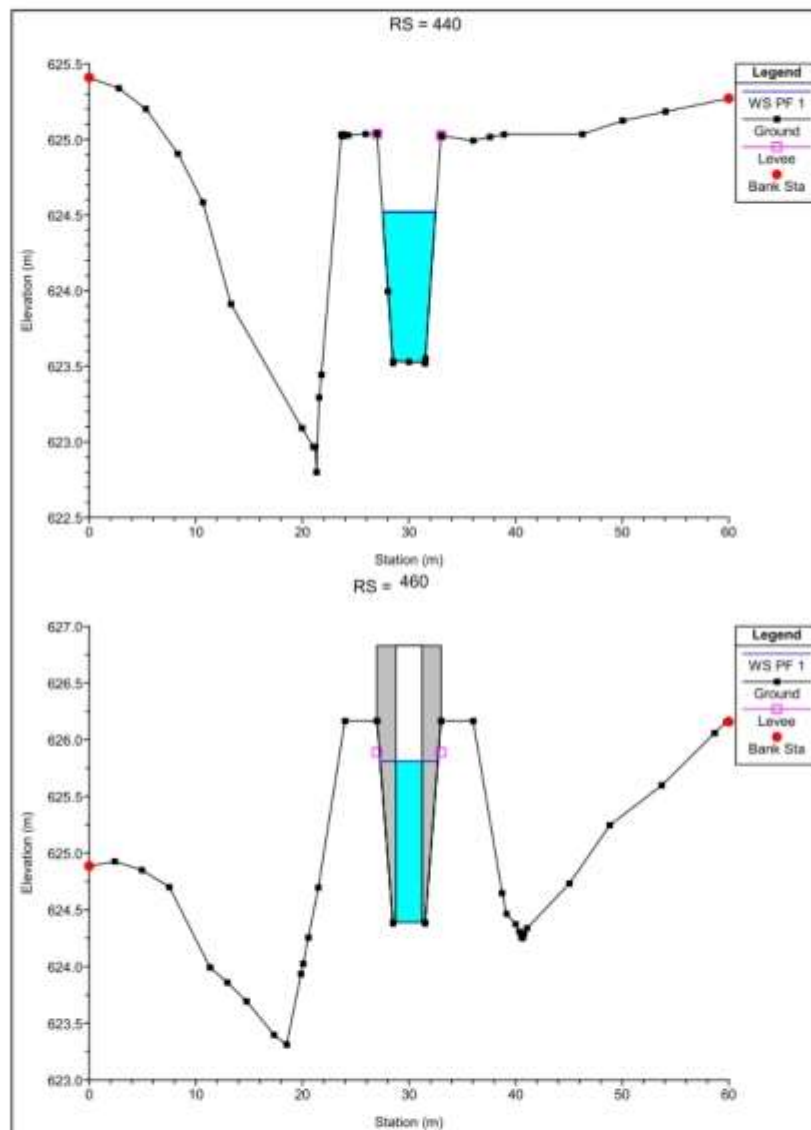 RS = 440
625.5
625.0
624.5
624.0
623.5
623.0
622.5
Elevation (m)
0
10
20
30
40
50
60
Station (m)
Legend
WS PF 1
Ground
Levee
Bank Sta
RS = 460
627.0
626.5
626.0
625.5
625.0
624.5
624.0
623.5
623.0
Elevation (m)
0
10
20
30
40
50
60
Station (m)
Legend
WS PF 1
Ground
Levee
Bank Sta